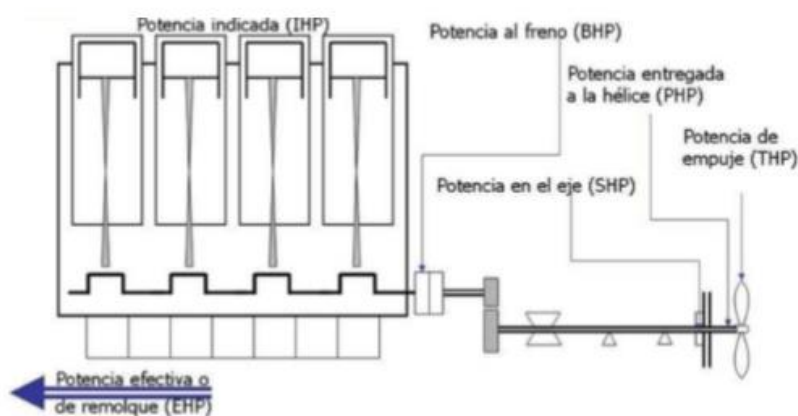 Potencia indicada (IHP)
Potencia al freno (BHP)
Potencia entregada
a la hélice (PHP)
Potencia de
empuje (THP)
Potencia en el eje (SHP)
Potencia efectiva o
de remolque (EHP)